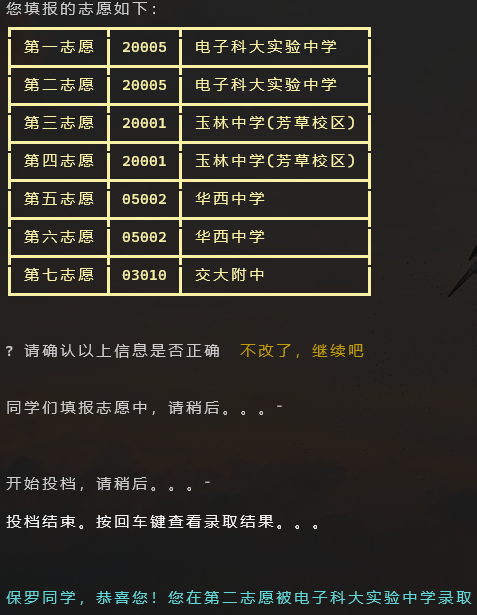 您填报的志愿如下：
第一志愿 20005 电子科大实验中学
第二志愿 20005 电子科大实验中学
第三志愿 20001 玉林中学(芳草校区)
第四志愿 20001 玉林中学(芳草校区)
第五志愿 05002 华西中学
第六志愿 05002 华西中学
第七志愿 03010 交大附中
? 请确认以上信息是否正确 不改了，继续吧
同学们填报志愿中，请稍后。。。-
开始投档，请稍后。。。-
投档结束。按回车键查看录取结果。。。
保罗同学，恭喜您！您在第二志愿被电子科大实验中学录取